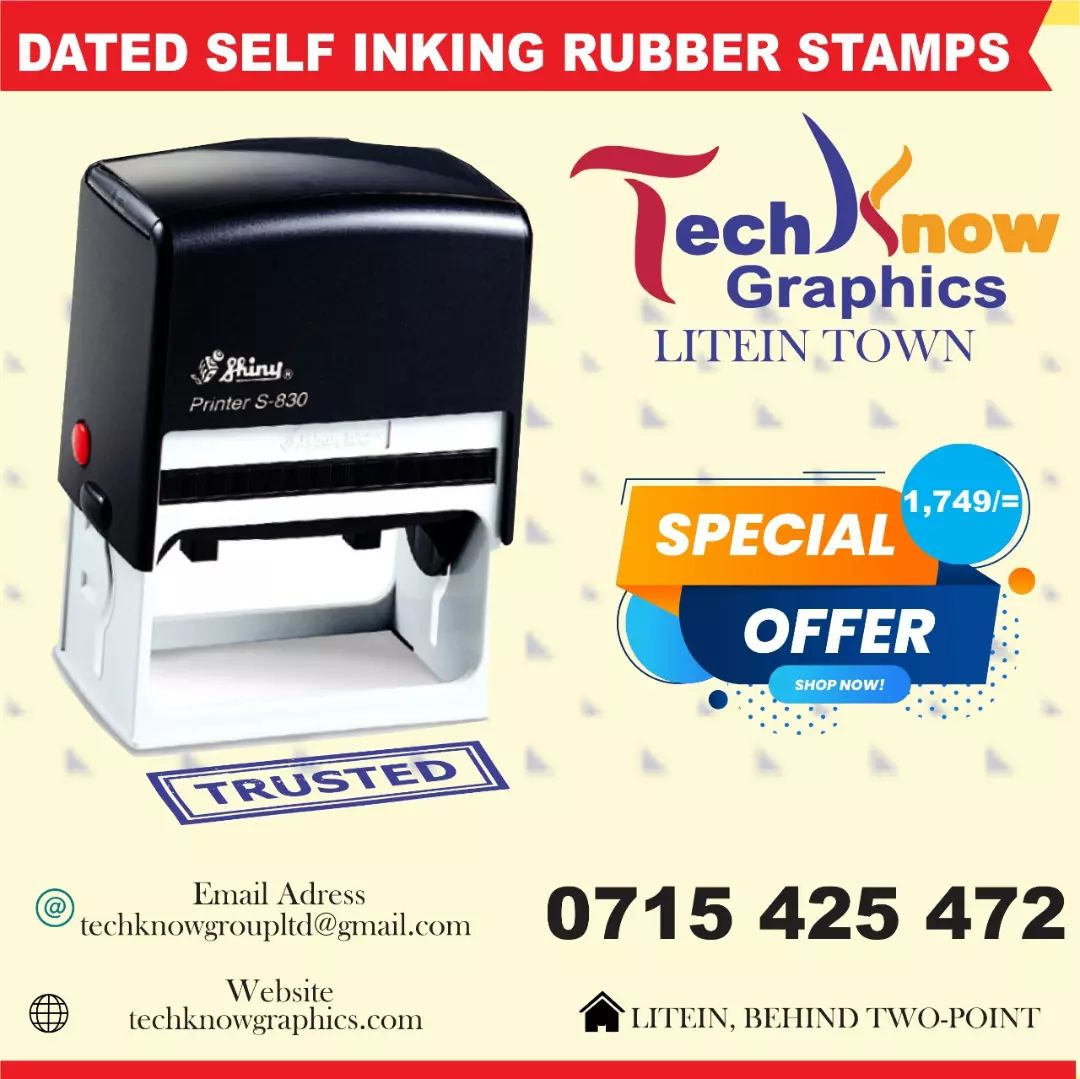 DATED SELF INKING RUBBER STAMPS
TechKnow
Graphics
LITEIN TOWN
Shiny®
Printer S-830
1,749/=
SPECIAL
OFFER
SHOP NOW!
TRUSTED
Email Adress
@ techknowgroupltd@gmail.com
0715 425 472
Website
techknowgraphics.com
LITEIN, BEHIND TWO-POINT